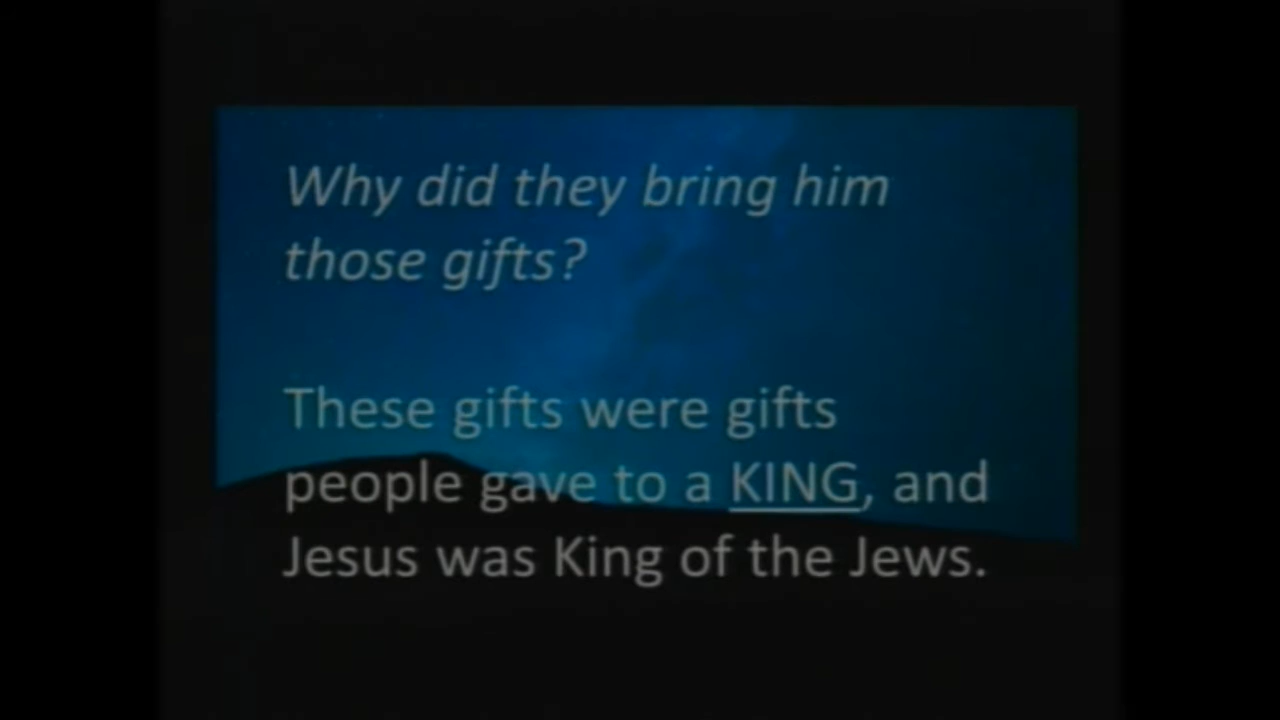 Why did they bring him
those gifts?
These gifts were gifts
people gave to a KING, and
Jesus was King of the Jews.